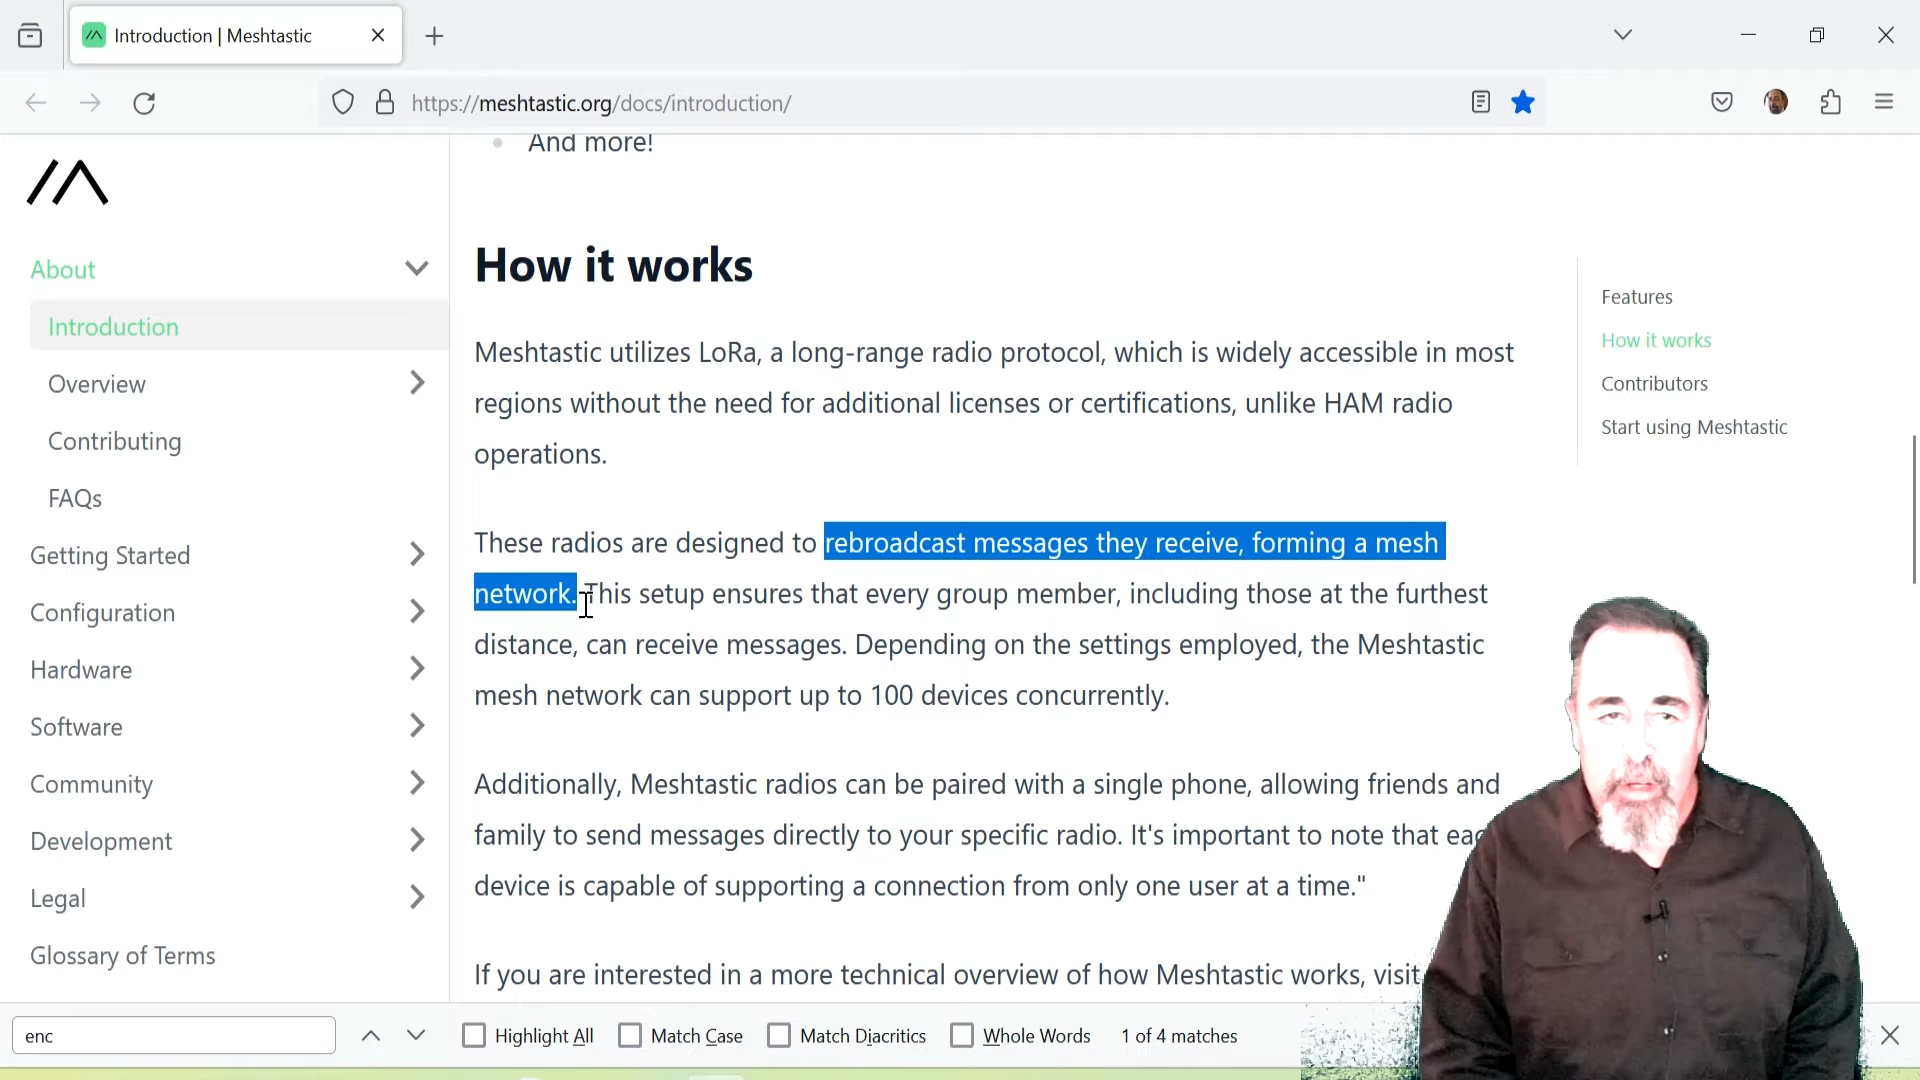 Introduction | Meshtastic
https://meshtastic.org/docs/introduction/
And more!
About
Introduction
Overview
Contributing
FAQs
Getting Started
Configuration
Hardware
Software
Community
Development
Legal
Glossary of Terms
How it works
Meshtastic utilizes LoRa, a long-range radio protocol, which is widely accessible in most
regions without the need for additional licenses or certifications, unlike HAM radio
operations.
These radios are designed to rebroadcast messages they receive, forming a mesh
network. This setup ensures that every group member, including those at the furthest
distance, can receive messages. Depending on the settings employed, the Meshtastic
mesh network can support up to 100 devices concurrently.
Additionally, Meshtastic radios can be paired with a single phone, allowing friends and
family to send messages directly to your specific radio. It's important to note that
device is capable of supporting a connection from only one user at a time."
If you are interested in a more technical overview of how Meshtastic works, visit
Features
How it works
Contributors
Start using Meshtastic
enc
Highlight All
Match Case
Match Diacritics
Whole Words
1 of 4 matches